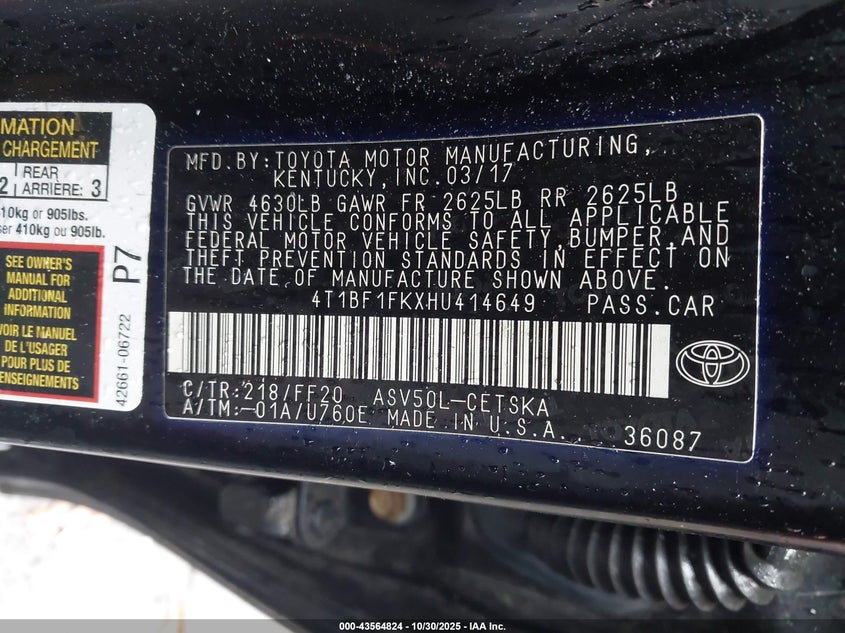 MATION
CHARGEMENT
2
REAR
ARRIÈRE: 3
10kg or 905lbs.
ser 410kg ou 905lb.
SEE OWNER'S
MANUAL FOR
ADDITIONAL
INFORMATION
VOIR LE MANUEL
DE L'USAGER
POUR PLUS DE
RENSEIGNEMENTS
P7
42661-06722
MFD.BY:TOYOTA MOTOR MANUFACTURING,
KENTUCKY,INC.03/17
GVWR 4630LB GAWR FR 2625LB RR 2625LB
THIS VEHICLE CONFORMS TO ALL APPLICABLE
FEDERAL MOTOR VEHICLE SAFETY,BUMPER,AND
THEFT PREVENTION STANDARDS IN EFFECT ON
THE DATE OF MANUFACTURE SHOWN ABOVE.
4T1BF1FKXHU414649 PASS.CAR
C/TR:218/FF20 ASV50L-CETSKA
A/TM:-01A/U760E MADE IN U.S.A. 36087
000-43564824 | 10/30/2025 - IAA Inc.